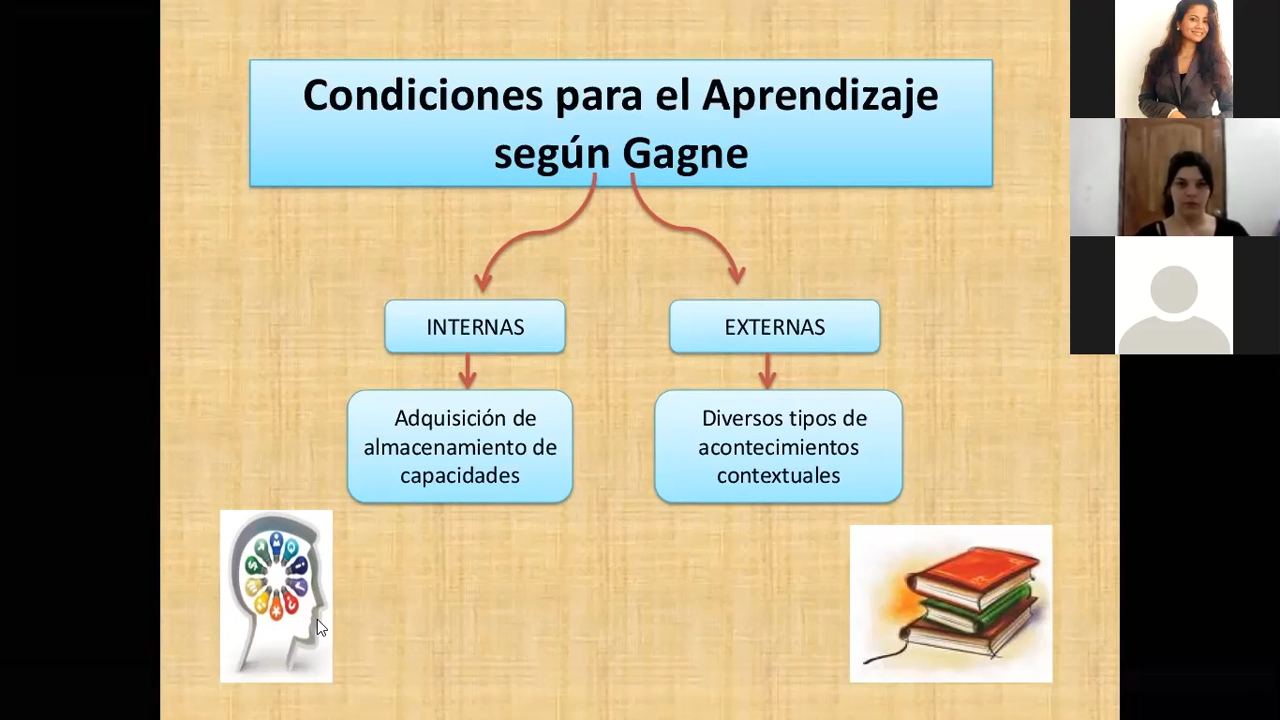 Condiciones para el Aprendizaje
según Gagne
INTERNAS
EXTERNAS
Adquisición de
almacenamiento de
capacidades
Diversos tipos de
acontecimientos
contextuales